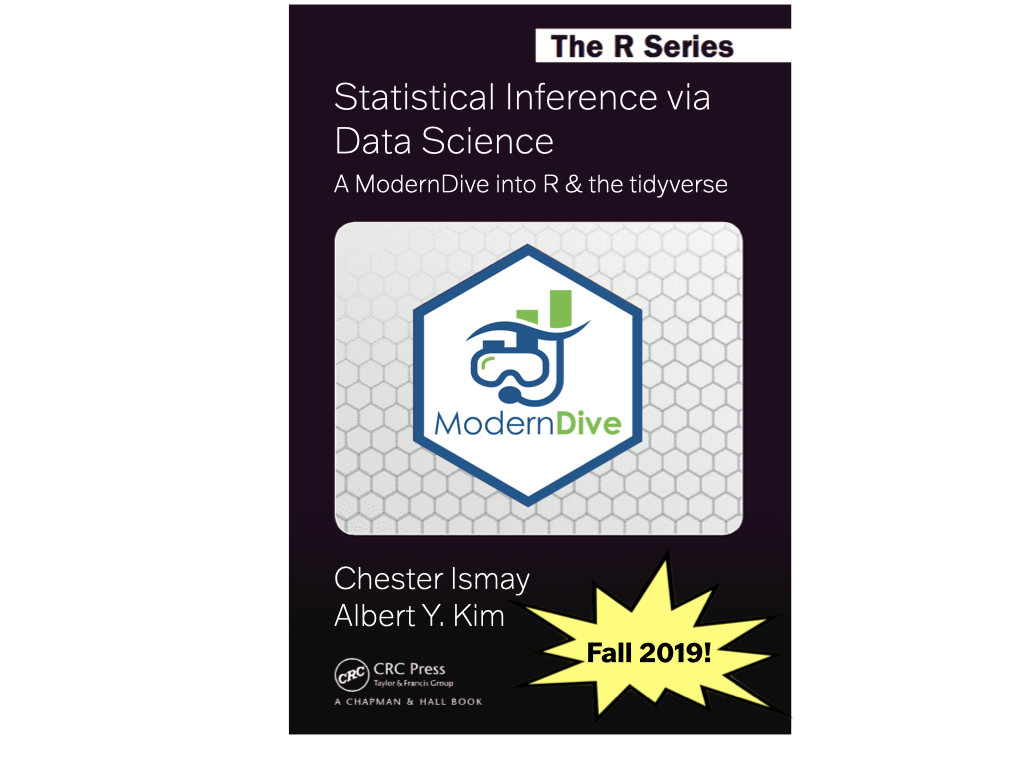 The R Series
Statistical Inference via
Data Science
A ModernDive into R & the tidyverse
ModernDive
Chester Ismay
Albert Y. Kim
Fall 2019!
CRC
CRC Press
Taylor & Francis Group
A CHAPMAN & HALL BOOK